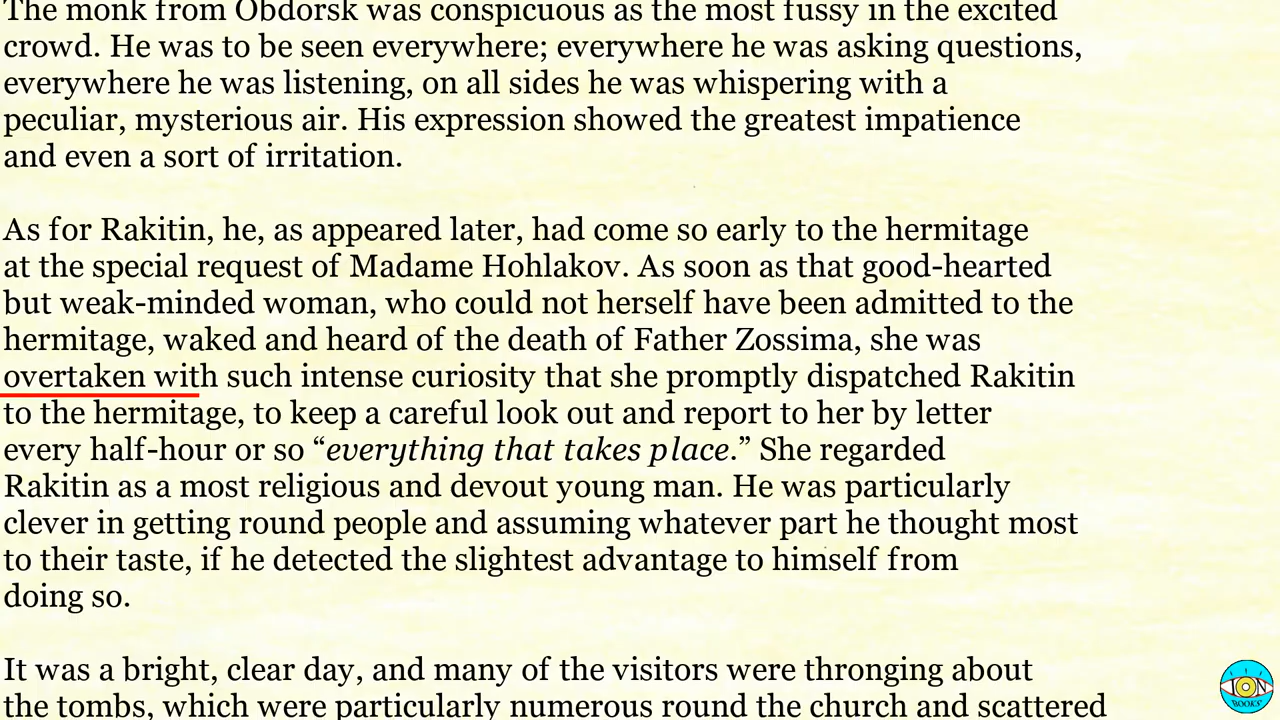 The monk from Obdorsk was conspicuous as the most fussy in the excited
crowd. He was to be seen everywhere; everywhere he was asking questions,
everywhere he was listening, on all sides he was whispering with a
peculiar, mysterious air. His expression showed the greatest impatience
and even a sort of irritation.
As for Rakitin, he, as appeared later, had come so early to the hermitage
at the special request of Madame Hohlakov. As soon as that good-hearted
but weak-minded woman, who could not herself have been admitted to the
hermitage, waked and heard of the death of Father Zossima, she was
overtaken with such intense curiosity that she promptly dispatched Rakitin
to the hermitage, to keep a careful look out and report to her by letter
every half-hour or so “everything that takes place.” She regarded
Rakitin as a most religious and devout young man. He was particularly
clever in getting round people and assuming whatever part he thought most
to their taste, if he detected the slightest advantage to himself from
doing so.
It was a bright, clear day, and many of the visitors were thronging about
the tombs, which were particularly numerous round the church and scattered
ION
BOOKS